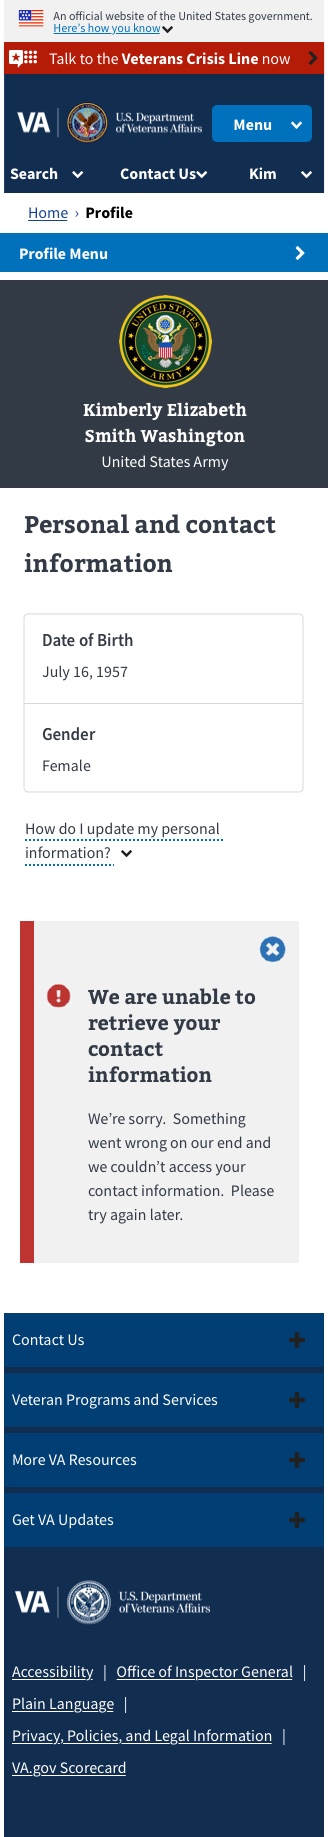 An official website of the United States government.
Here's how you know
Talk to the Veterans Crisis Line now
VA
U.S. Department
of Veterans Affairs
Menu
Search
Contact Us
Kim
Home › Profile
Profile Menu
UNITED STATES
ARMY
Kimberly Elizabeth
Smith Washington
United States Army
Personal and contact
information
Date of Birth
July 16, 1957
Gender
Female
How do I update my personal
information?
We are unable to
retrieve your
contact
information
We're sorry.  Something
went wrong on our end and
we couldn't access your
contact information.  Please
try again later.
Contact Us
Veteran Programs and Services
More VA Resources
Get VA Updates
VA
U.S. Department
of Veterans Affairs
Accessibility | Office of Inspector General |
Plain Language |
Privacy, Policies, and Legal Information |
VA.gov Scorecard